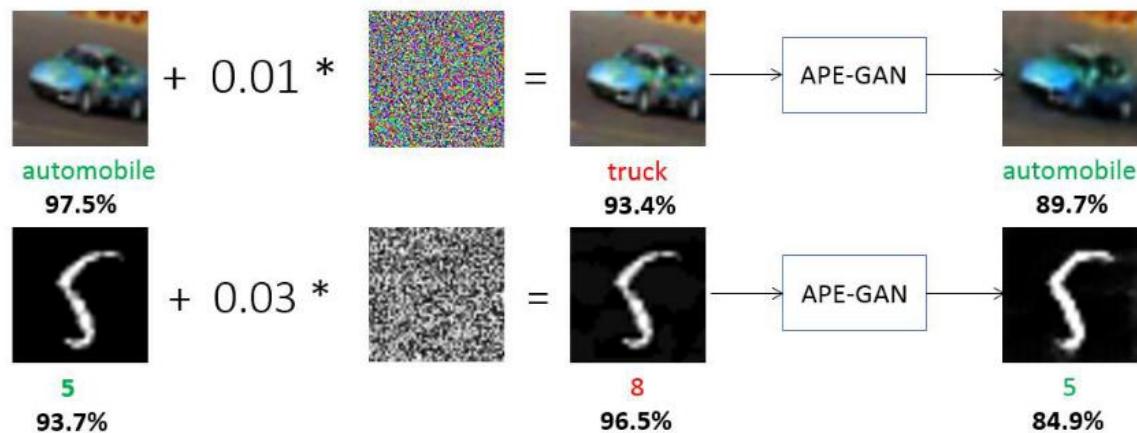 + 0.01 * = APE-GAN
automobile truck automobile
97.5% 93.4% 89.7%
+ 0.03 * = APE-GAN
5 8 5
93.7% 96.5% 84.9%